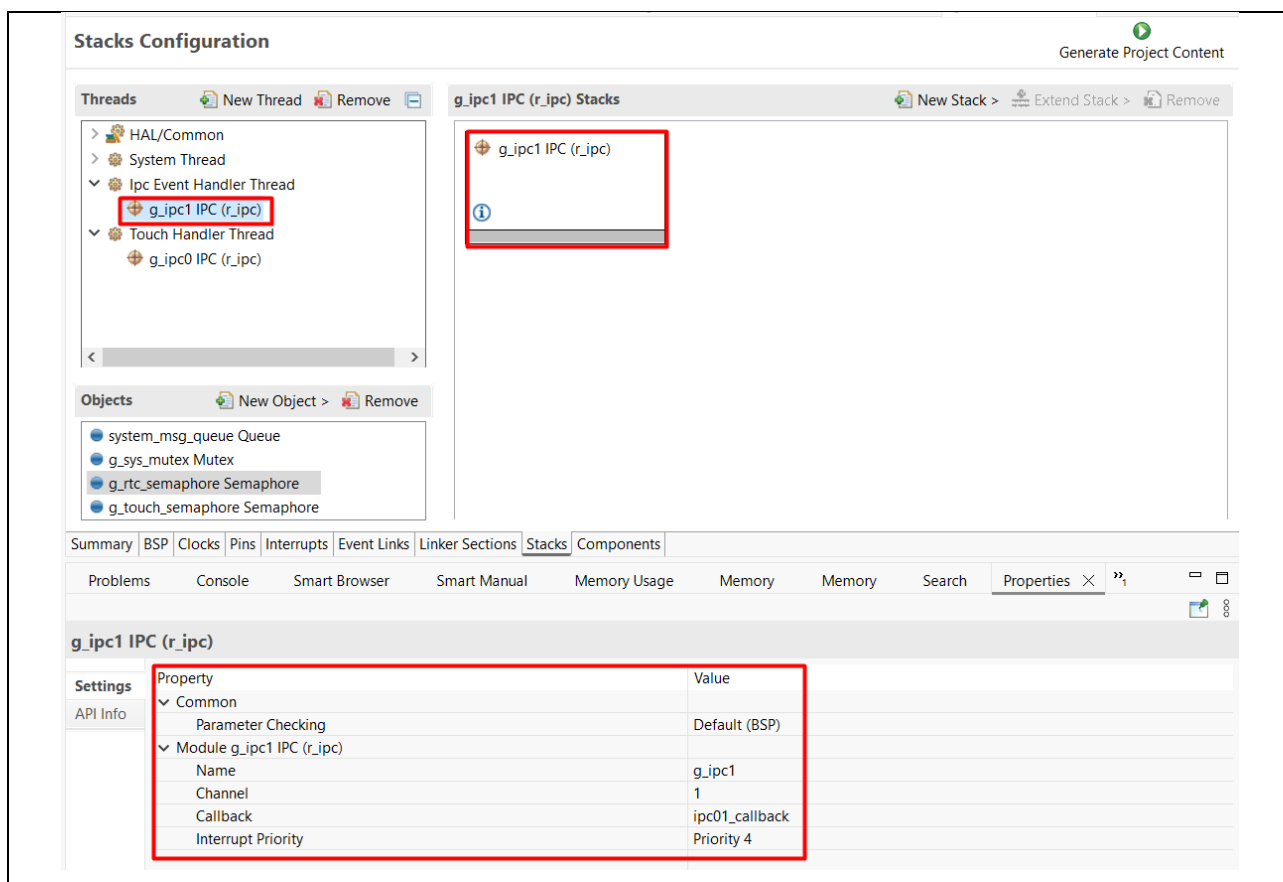 Stacks Configuration
Generate Project Content
Threads New Thread Remove
HAL/Common
System Thread
Ipc Event Handler Thread
g_ipc1 IPC (r_ipc)
Touch Handler Thread
g_ipc0 IPC (r_ipc)
g_ipc1 IPC (r_ipc) Stacks New Stack > Extend Stack > Remove
g_ipc1 IPC (r_ipc)
Objects New Object > Remove
system_msg_queue Queue
g_sys_mutex Mutex
g_rtc_semaphore Semaphore
g_touch_semaphore Semaphore
Summary BSP Clocks Pins Interrupts Event Links Linker Sections Stacks Components
Problems Console Smart Browser Smart Manual Memory Usage Memory Memory Search Properties 1
g_ipc1 IPC (r_ipc)
Settings
API Info
Property Value
Common
Parameter Checking Default (BSP)
Module g_ipc1 IPC (r_ipc)
Name g_ipc1
Channel 1
Callback ipc01_callback
Interrupt Priority Priority 4